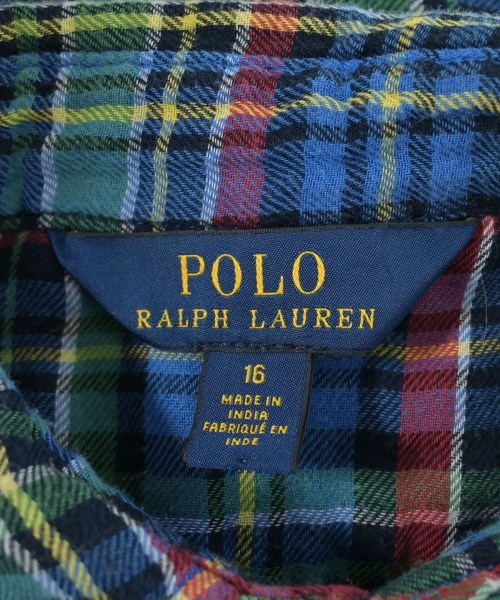 POLO
RALPH LAUREN
16
MADE IN
INDIA
FABRIQUÉ EN
INDE